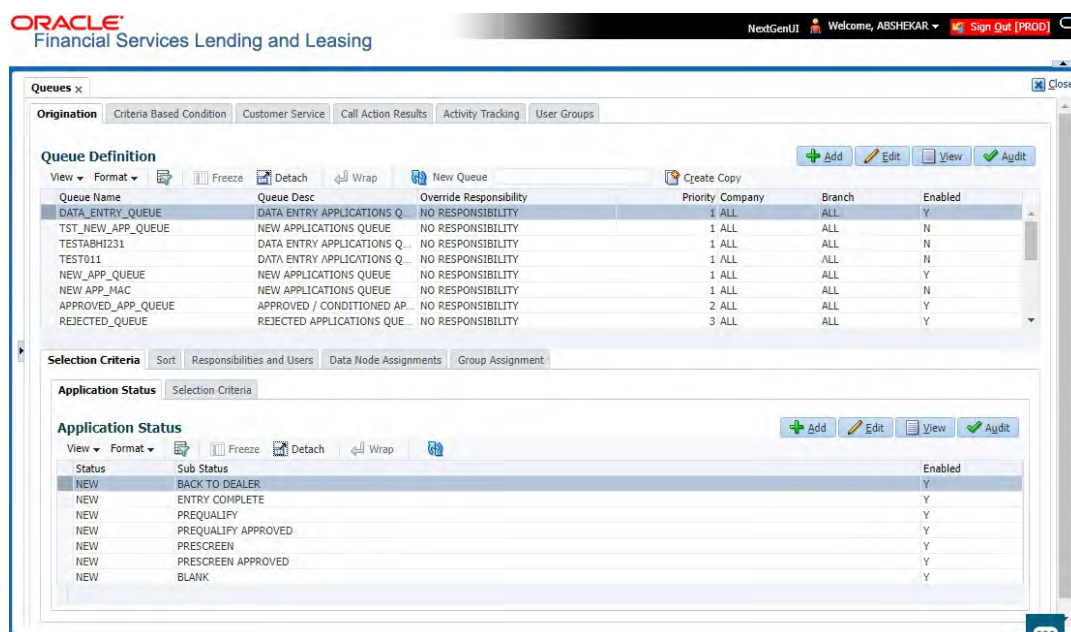 ORACLE
Financial Services Lending and Leasing
NextGenUI Welcome, ABSHEKAR Sign Out [PROD]
Queues x
Close
Origination Criteria Based Condition Customer Service Call Action Results Activity Tracking User Groups
Queue Definition
Add Edit View Audit
View Format Freeze Detach Wrap New Queue Create Copy
Queue Name Queue Desc Override Responsibility Priority Company Branch Enabled
DATA_ENTRY_QUEUE DATA ENTRY APPLICATIONS Q... NO RESPONSIBILITY 1 ALL ALL Y
TST_NEW_APP_QUEUE NEW APPLICATIONS QUEUE NO RESPONSIBILITY 1 ALL ALL N
TESTABHI231 DATA ENTRY APPLICATIONS Q... NO RESPONSIBILITY 1 ALL ALL N
TEST011 DATA ENTRY APPLICATIONS Q... NO RESPONSIBILITY 1 ALL ALL N
NEW_APP_QUEUE NEW APPLICATIONS QUEUE NO RESPONSIBILITY 1 ALL ALL Y
NEW APP_MAC NEW APPLICATIONS QUEUE NO RESPONSIBILITY 1 ALL ALL N
APPROVED_APP_QUEUE APPROVED / CONDITIONED AP... NO RESPONSIBILITY 2 ALL ALL Y
REJECTED_QUEUE REJECTED APPLICATIONS QUE... NO RESPONSIBILITY 3 ALL ALL Y
Selection Criteria Sort Responsibilities and Users Data Node Assignments Group Assignment
Application Status Selection Criteria
Application Status
Add Edit View Audit
View Format Freeze Detach Wrap
Status Sub Status Enabled
NEW BACK TO DEALER Y
NEW ENTRY COMPLETE Y
NEW PREQUALIFY Y
NEW PREQUALIFY APPROVED Y
NEW PRESCREEN Y
NEW PRESCREEN APPROVED Y
NEW BLANK Y